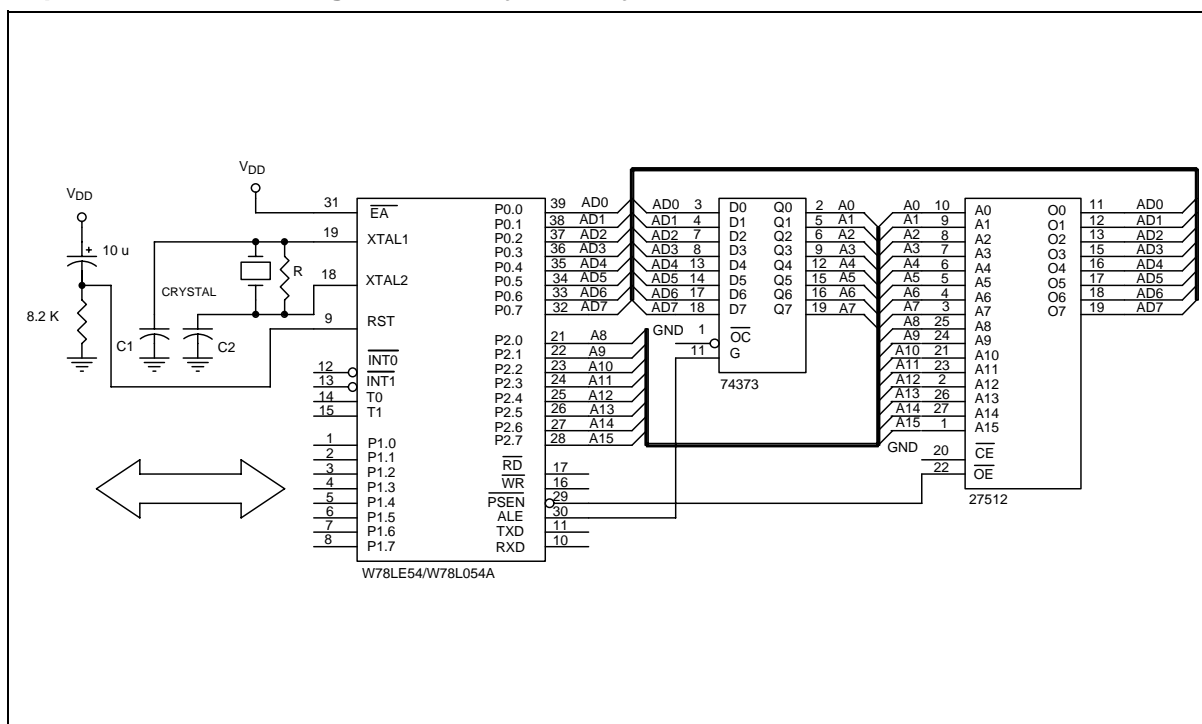 VDD
10 u
8.2 K
VDD
CRYSTAL
R
C1
C2
31 EA
19 XTAL1
18 XTAL2
9 RST
12 INT0
13 INT1
14 T0
15 T1
1 P1.0
2 P1.1
3 P1.2
4 P1.3
5 P1.4
6 P1.5
7 P1.6
8 P1.7
P0.0 39 AD0
P0.1 38 AD1
P0.2 37 AD2
P0.3 36 AD3
P0.4 35 AD4
P0.5 34 AD5
P0.6 33 AD6
P0.7 32 AD7
P2.0 21 A8
P2.1 22 A9
P2.2 23 A10
P2.3 24 A11
P2.4 25 A12
P2.5 26 A13
P2.6 27 A14
P2.7 28 A15
RD 17
WR 16
PSEN 29
ALE 30
TXD 11
RXD 10
W78LE54/W78L054A
AD0 3 D0 Q0 2 A0
AD1 4 D1 Q1 5 A1
AD2 7 D2 Q2 6 A2
AD3 8 D3 Q3 9 A3
AD4 13 D4 Q4 12 A4
AD5 14 D5 Q5 15 A5
AD6 17 D6 Q6 16 A6
AD7 18 D7 Q7 19 A7
GND 1 OC
11 G
74373
A0 10 A0 O0 11 AD0
A1 9 A1 O1 12 AD1
A2 8 A2 O2 13 AD2
A3 7 A3 O3 15 AD3
A4 6 A4 O4 16 AD4
A5 5 A5 O5 17 AD5
A6 4 A6 O6 18 AD6
A7 3 A7 O7 19 AD7
A8 25 A8
A9 24 A9
A10 21 A10
A11 23 A11
A12 2 A12
A13 26 A13
A14 27 A14
A15 1 A15
GND 20 CE
22 OE
27512